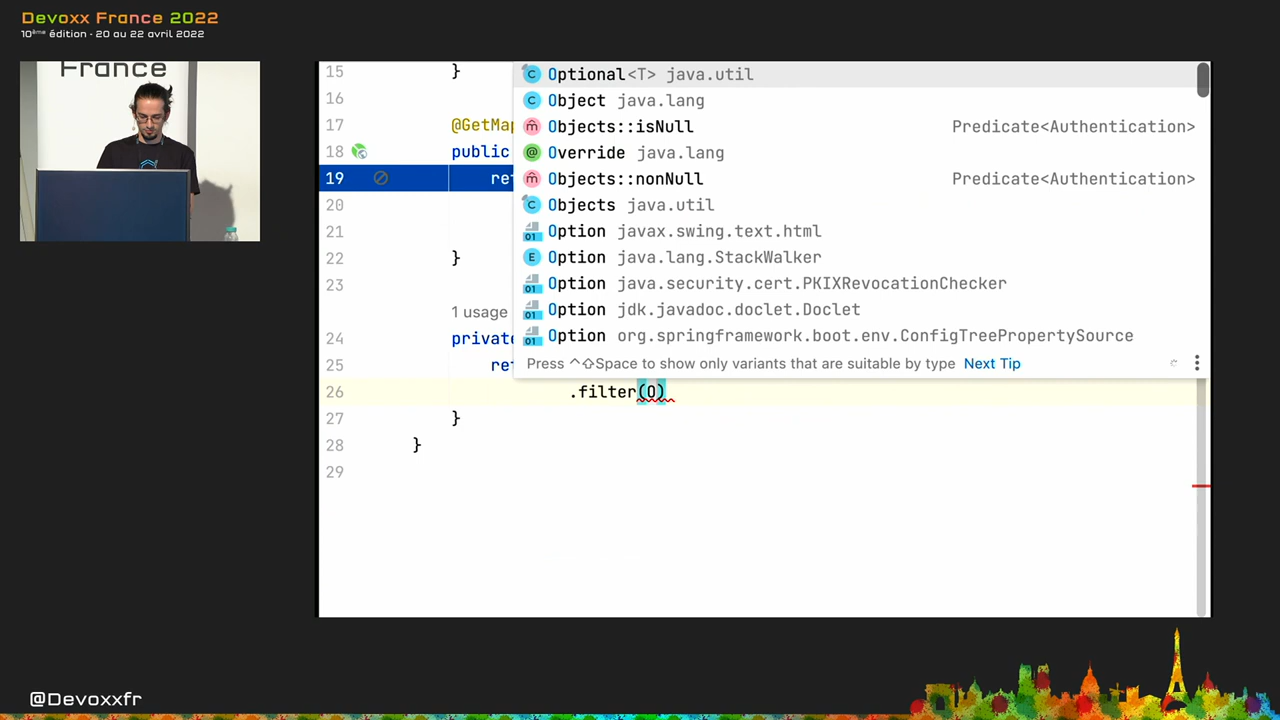 Devoxx France 2022
10ème édition - 20 au 22 avril 2022
France
15 }
16
17 @GetMap
18 public
19 ret
20
21
22 }
23
1 usage
24 private
25 ret
26 .filter(O)
27 }
28 }
29
Optional<T> java.util
Object java.lang
Objects::isNull Predicate<Authentication>
Override java.lang
Objects::nonNull Predicate<Authentication>
Objects java.util
Option javax.swing.text.html
Option java.lang.StackWalker
Option java.security.cert.PKIXRevocationChecker
Option jdk.javadoc.doclet.Doclet
Option org.springframework.boot.env.ConfigTreePropertySource
Press ^⇧Space to show only variants that are suitable by type Next Tip
@Devoxxfr